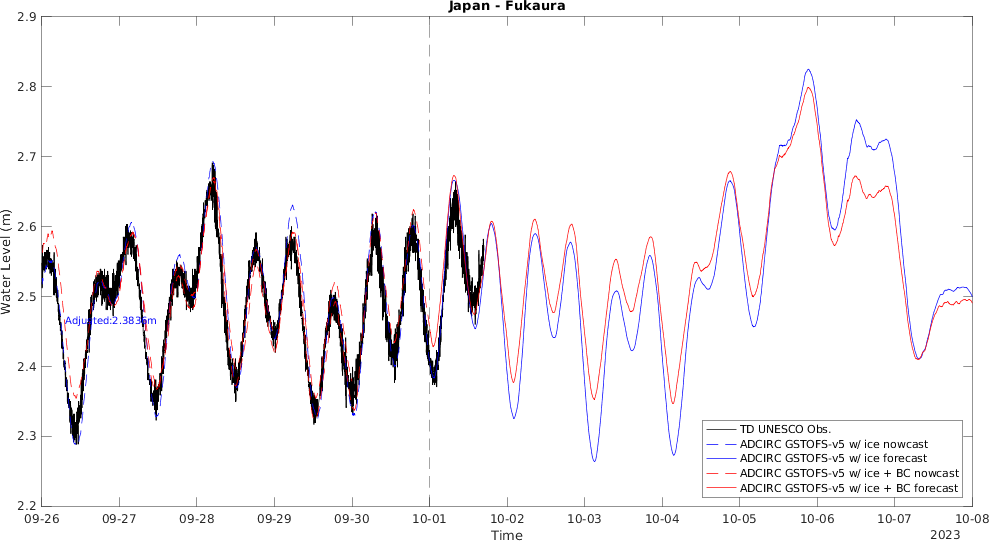 Japan - Fukaura
2.9
2.8
2.7
2.6
2.5
2.4
2.3
2.2
Water Level (m)
Adjusted:2.3836m
TD UNESCO Obs.
ADCIRC GSTOFS-v5 w/ ice nowcast
ADCIRC GSTOFS-v5 w/ ice forecast
ADCIRC GSTOFS-v5 w/ ice + BC nowcast
ADCIRC GSTOFS-v5 w/ ice + BC forecast
09-26 09-27 09-28 09-29 09-30 10-01 10-02 10-03 10-04 10-05 10-06 10-07 10-08
Time
2023